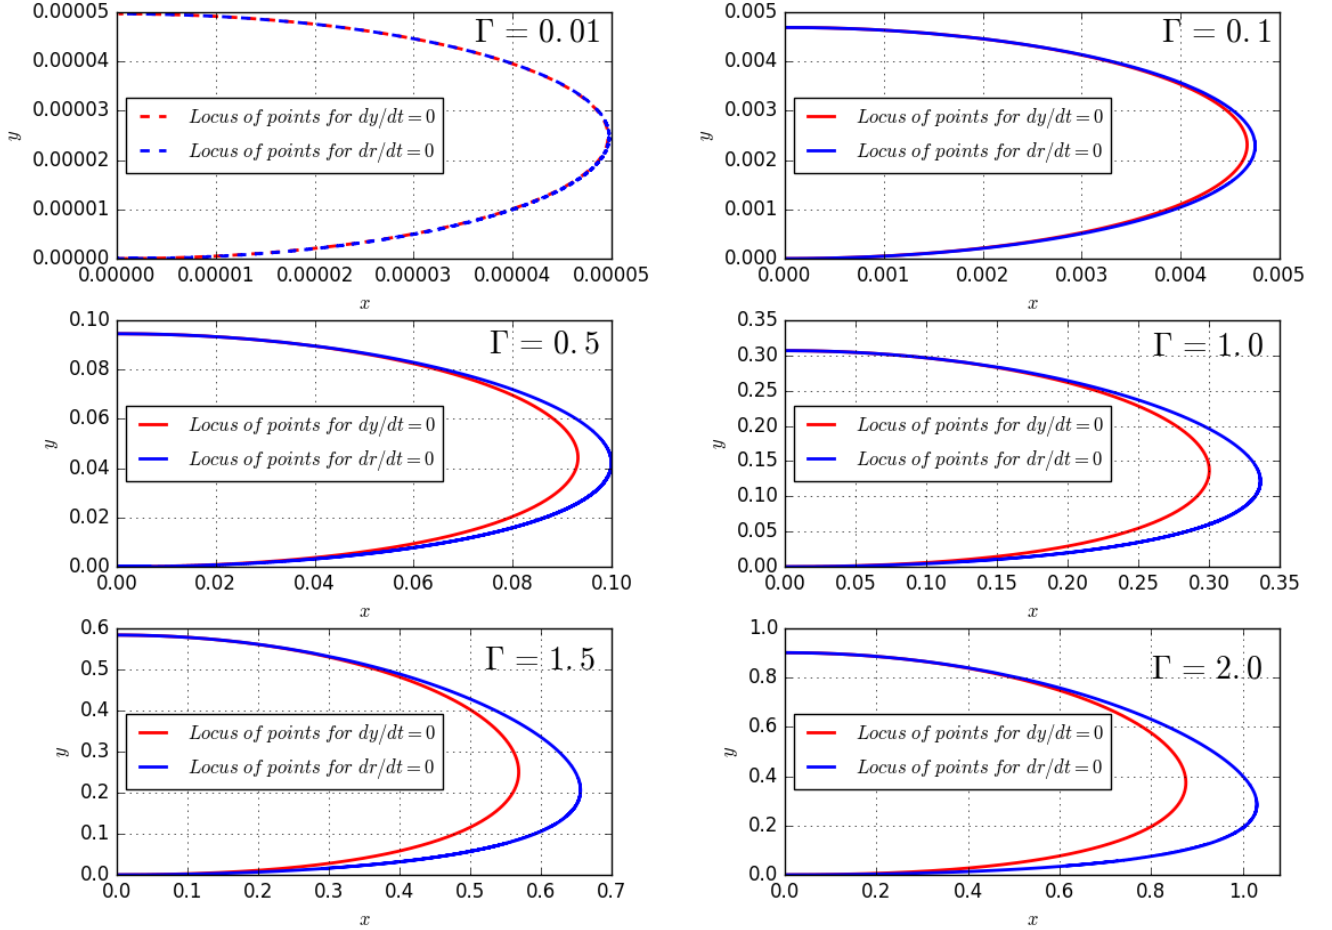 0.00005
0.00004
0.00003
0.00002
0.00001
0.00000
y
Γ = 0.01
Locus of points for dy/dt = 0
Locus of points for dr/dt = 0
0.00000 0.00001 0.00002 0.00003 0.00004 0.00005
x
0.005
0.004
0.003
0.002
0.001
0.000
y
Γ = 0.1
Locus of points for dy/dt = 0
Locus of points for dr/dt = 0
0.000 0.001 0.002 0.003 0.004 0.005
x
0.10
0.08
0.06
0.04
0.02
0.00
y
Γ = 0.5
Locus of points for dy/dt = 0
Locus of points for dr/dt = 0
0.00 0.02 0.04 0.06 0.08 0.10
x
0.35
0.30
0.25
0.20
0.15
0.10
0.05
0.00
y
Γ = 1.0
Locus of points for dy/dt = 0
Locus of points for dr/dt = 0
0.00 0.05 0.10 0.15 0.20 0.25 0.30 0.35
x
0.6
0.5
0.4
0.3
0.2
0.1
0.0
y
Γ = 1.5
Locus of points for dy/dt = 0
Locus of points for dr/dt = 0
0.0 0.1 0.2 0.3 0.4 0.5 0.6 0.7
x
1.0
0.8
0.6
0.4
0.2
0.0
y
Γ = 2.0
Locus of points for dy/dt = 0
Locus of points for dr/dt = 0
0.0 0.2 0.4 0.6 0.8 1.0
x